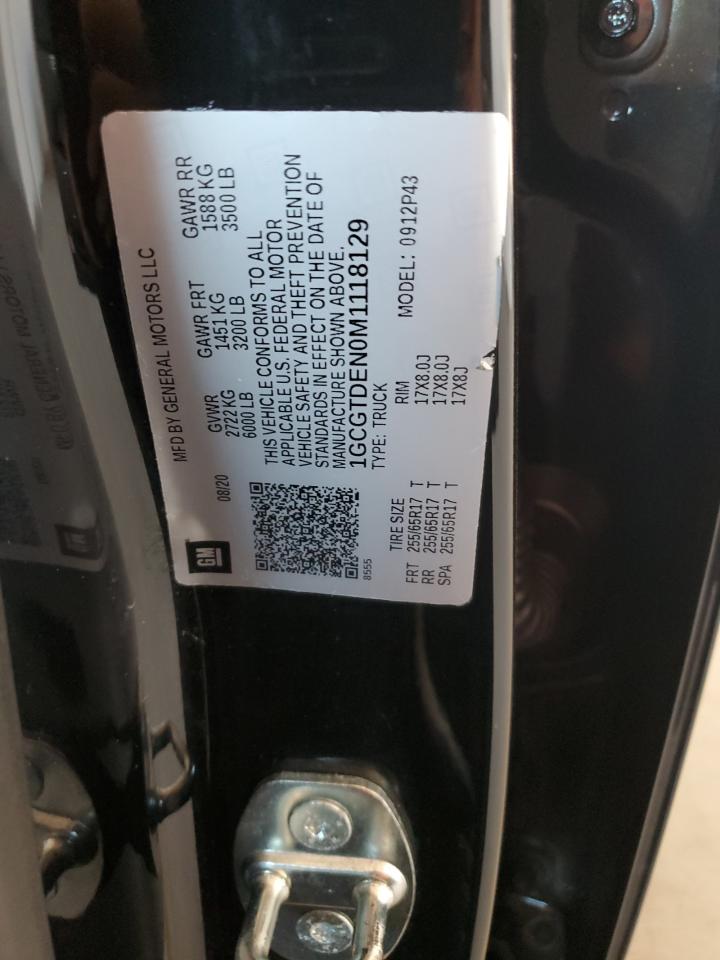 MFD BY GENERAL MOTORS LLC
GM
08/20
GVWR GAWR FRT GAWR RR
2722 KG 1451 KG 1588 KG
6000 LB 3200 LB 3500 LB
THIS VEHICLE CONFORMS TO ALL
APPLICABLE U.S. FEDERAL MOTOR
VEHICLE SAFETY AND THEFT PREVENTION
STANDARDS IN EFFECT ON THE DATE OF
MANUFACTURE SHOWN ABOVE.
1GCGTDEN0M1118129
8555
TYPE: TRUCK MODEL: 0912P43
TIRE SIZE RIM
FRT 255/65R17 T 17X8.0J
RR 255/65R17 T 17X8.0J
SPA 255/65R17 T 17X8J